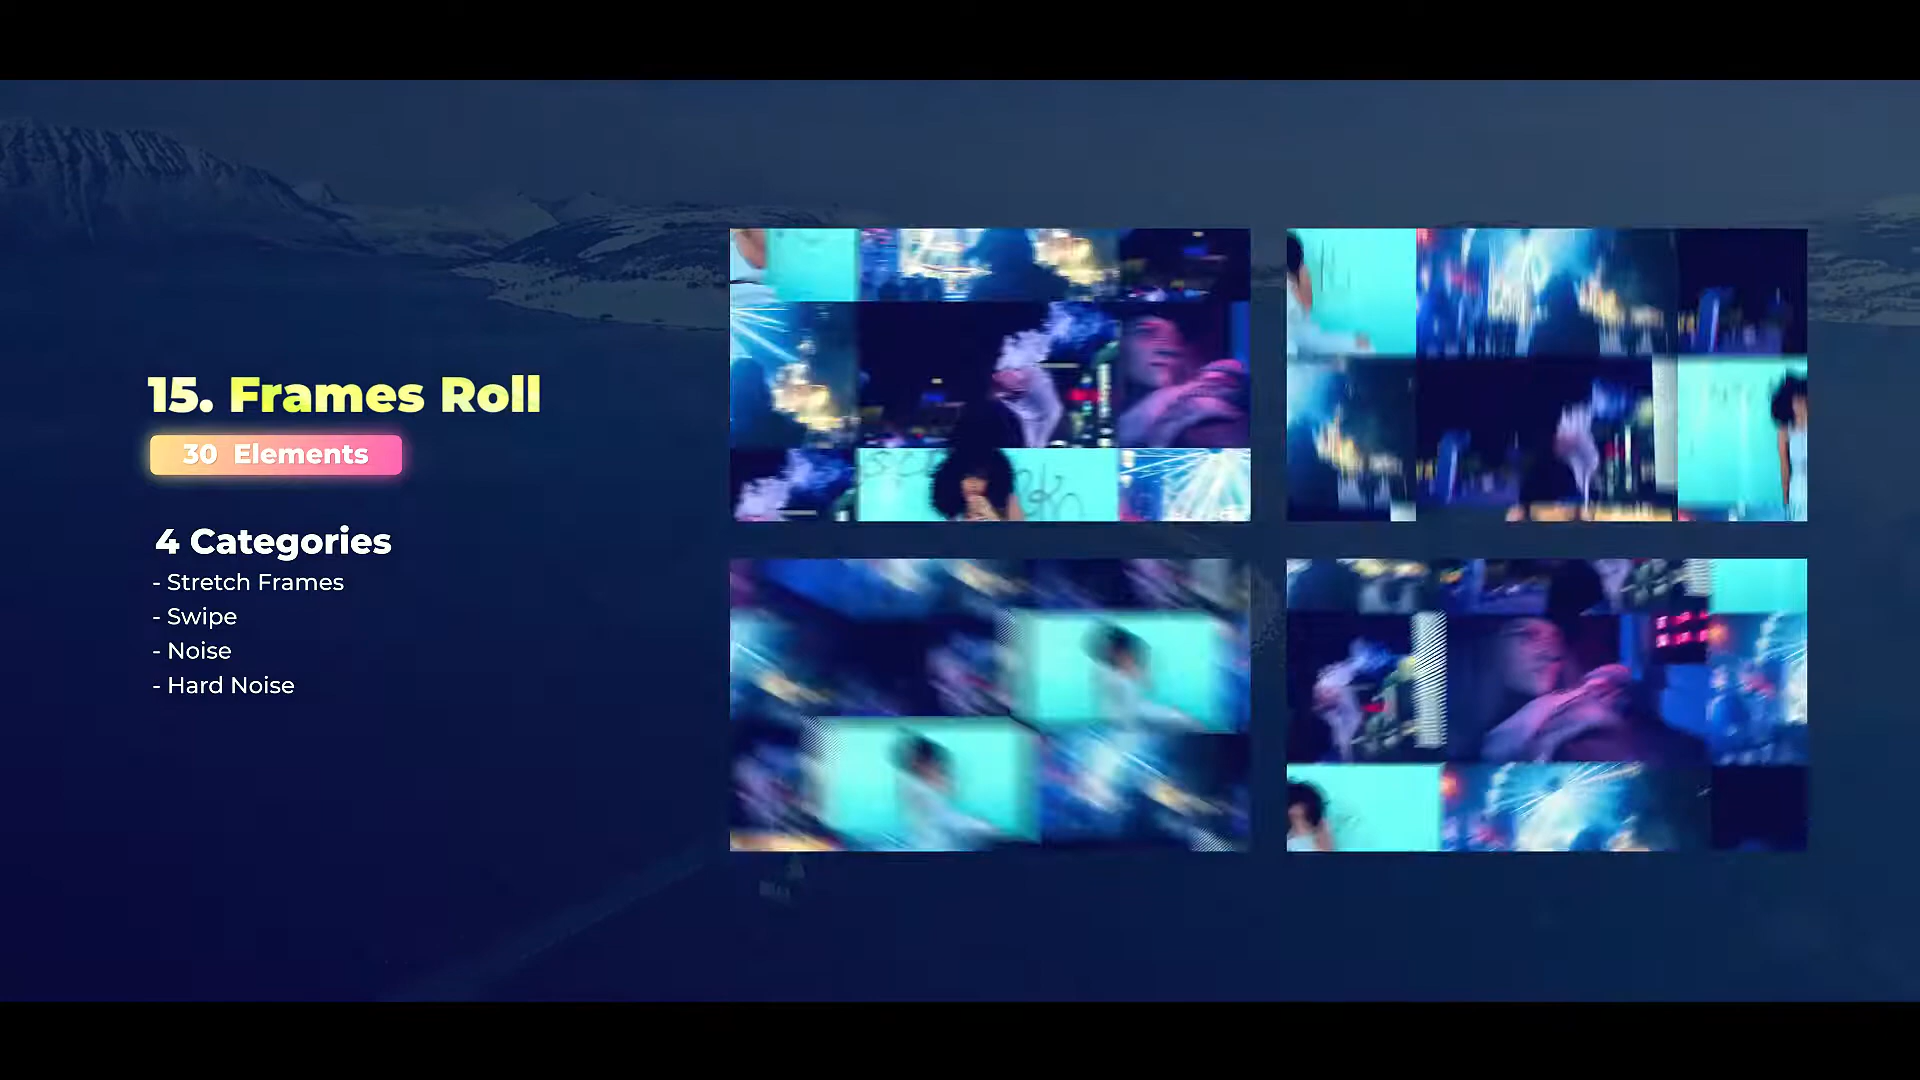 15. Frames Roll
30 Elements
4 Categories
- Stretch Frames
- Swipe
- Noise
- Hard Noise